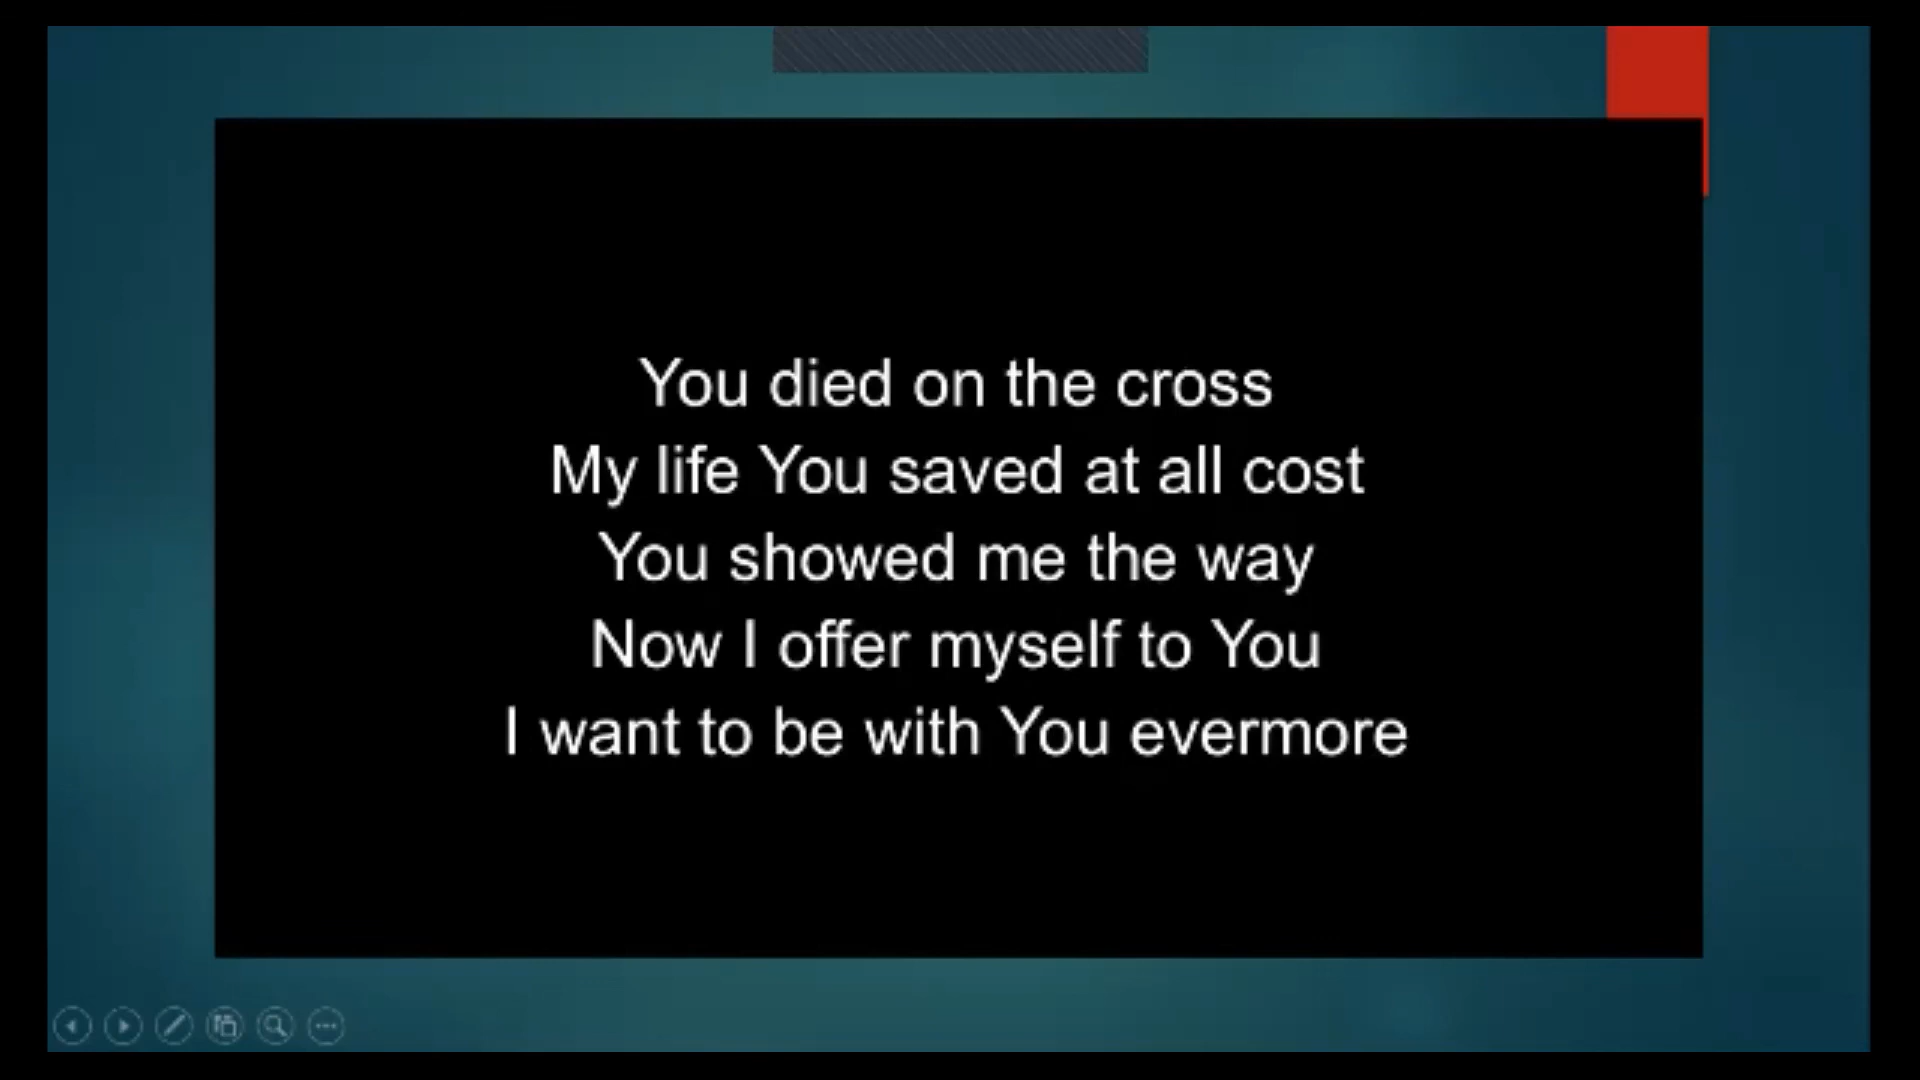 You died on the cross
My life You saved at all cost
You showed me the way
Now I offer myself to You
I want to be with You evermore